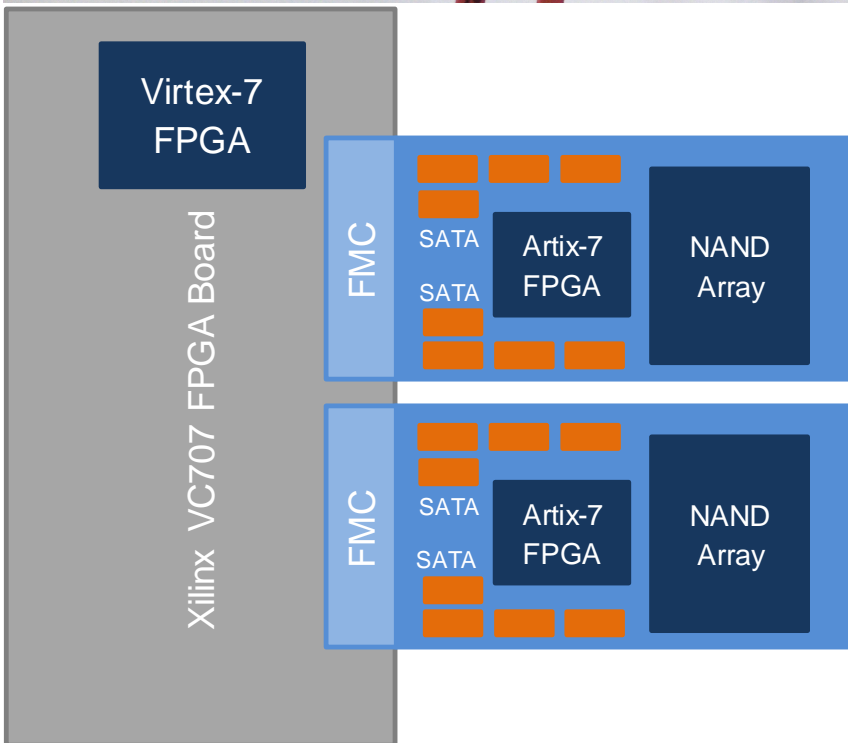 Virtex-7
FPGA
Xilinx VC707 FPGA Board
FMC
SATA
SATA
Artix-7
FPGA
NAND
Array
FMC
SATA
SATA
Artix-7
FPGA
NAND
Array